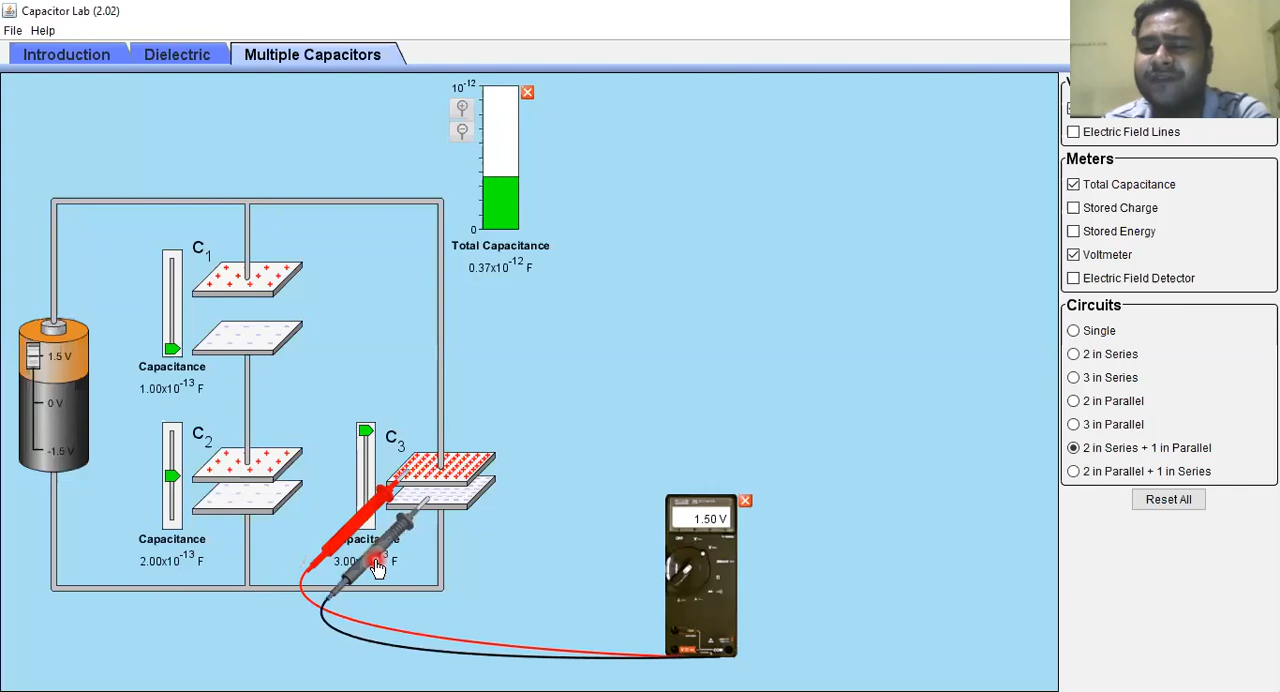 Capacitor Lab (2.02)
File Help
Introduction Dielectric Multiple Capacitors
10-12
0
Total Capacitance
0.37x10-12 F
C1
Capacitance
1.00x10-13 F
1.5 V
0 V
-1.5 V
C2
Capacitance
2.00x10-13 F
C3
1.50 V
Electric Field Lines
Meters
Total Capacitance
Stored Charge
Stored Energy
Voltmeter
Electric Field Detector
Circuits
Single
2 in Series
3 in Series
2 in Parallel
3 in Parallel
2 in Series + 1 in Parallel
2 in Parallel + 1 in Series
Reset All